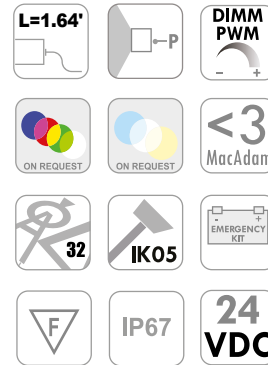 L=1.64'
P
DIMM
PWM
- +
ON REQUEST
ON REQUEST
<3
MacAdam
32
IK05
- +
EMERGENCY
KIT
F
IP67
24
VDC